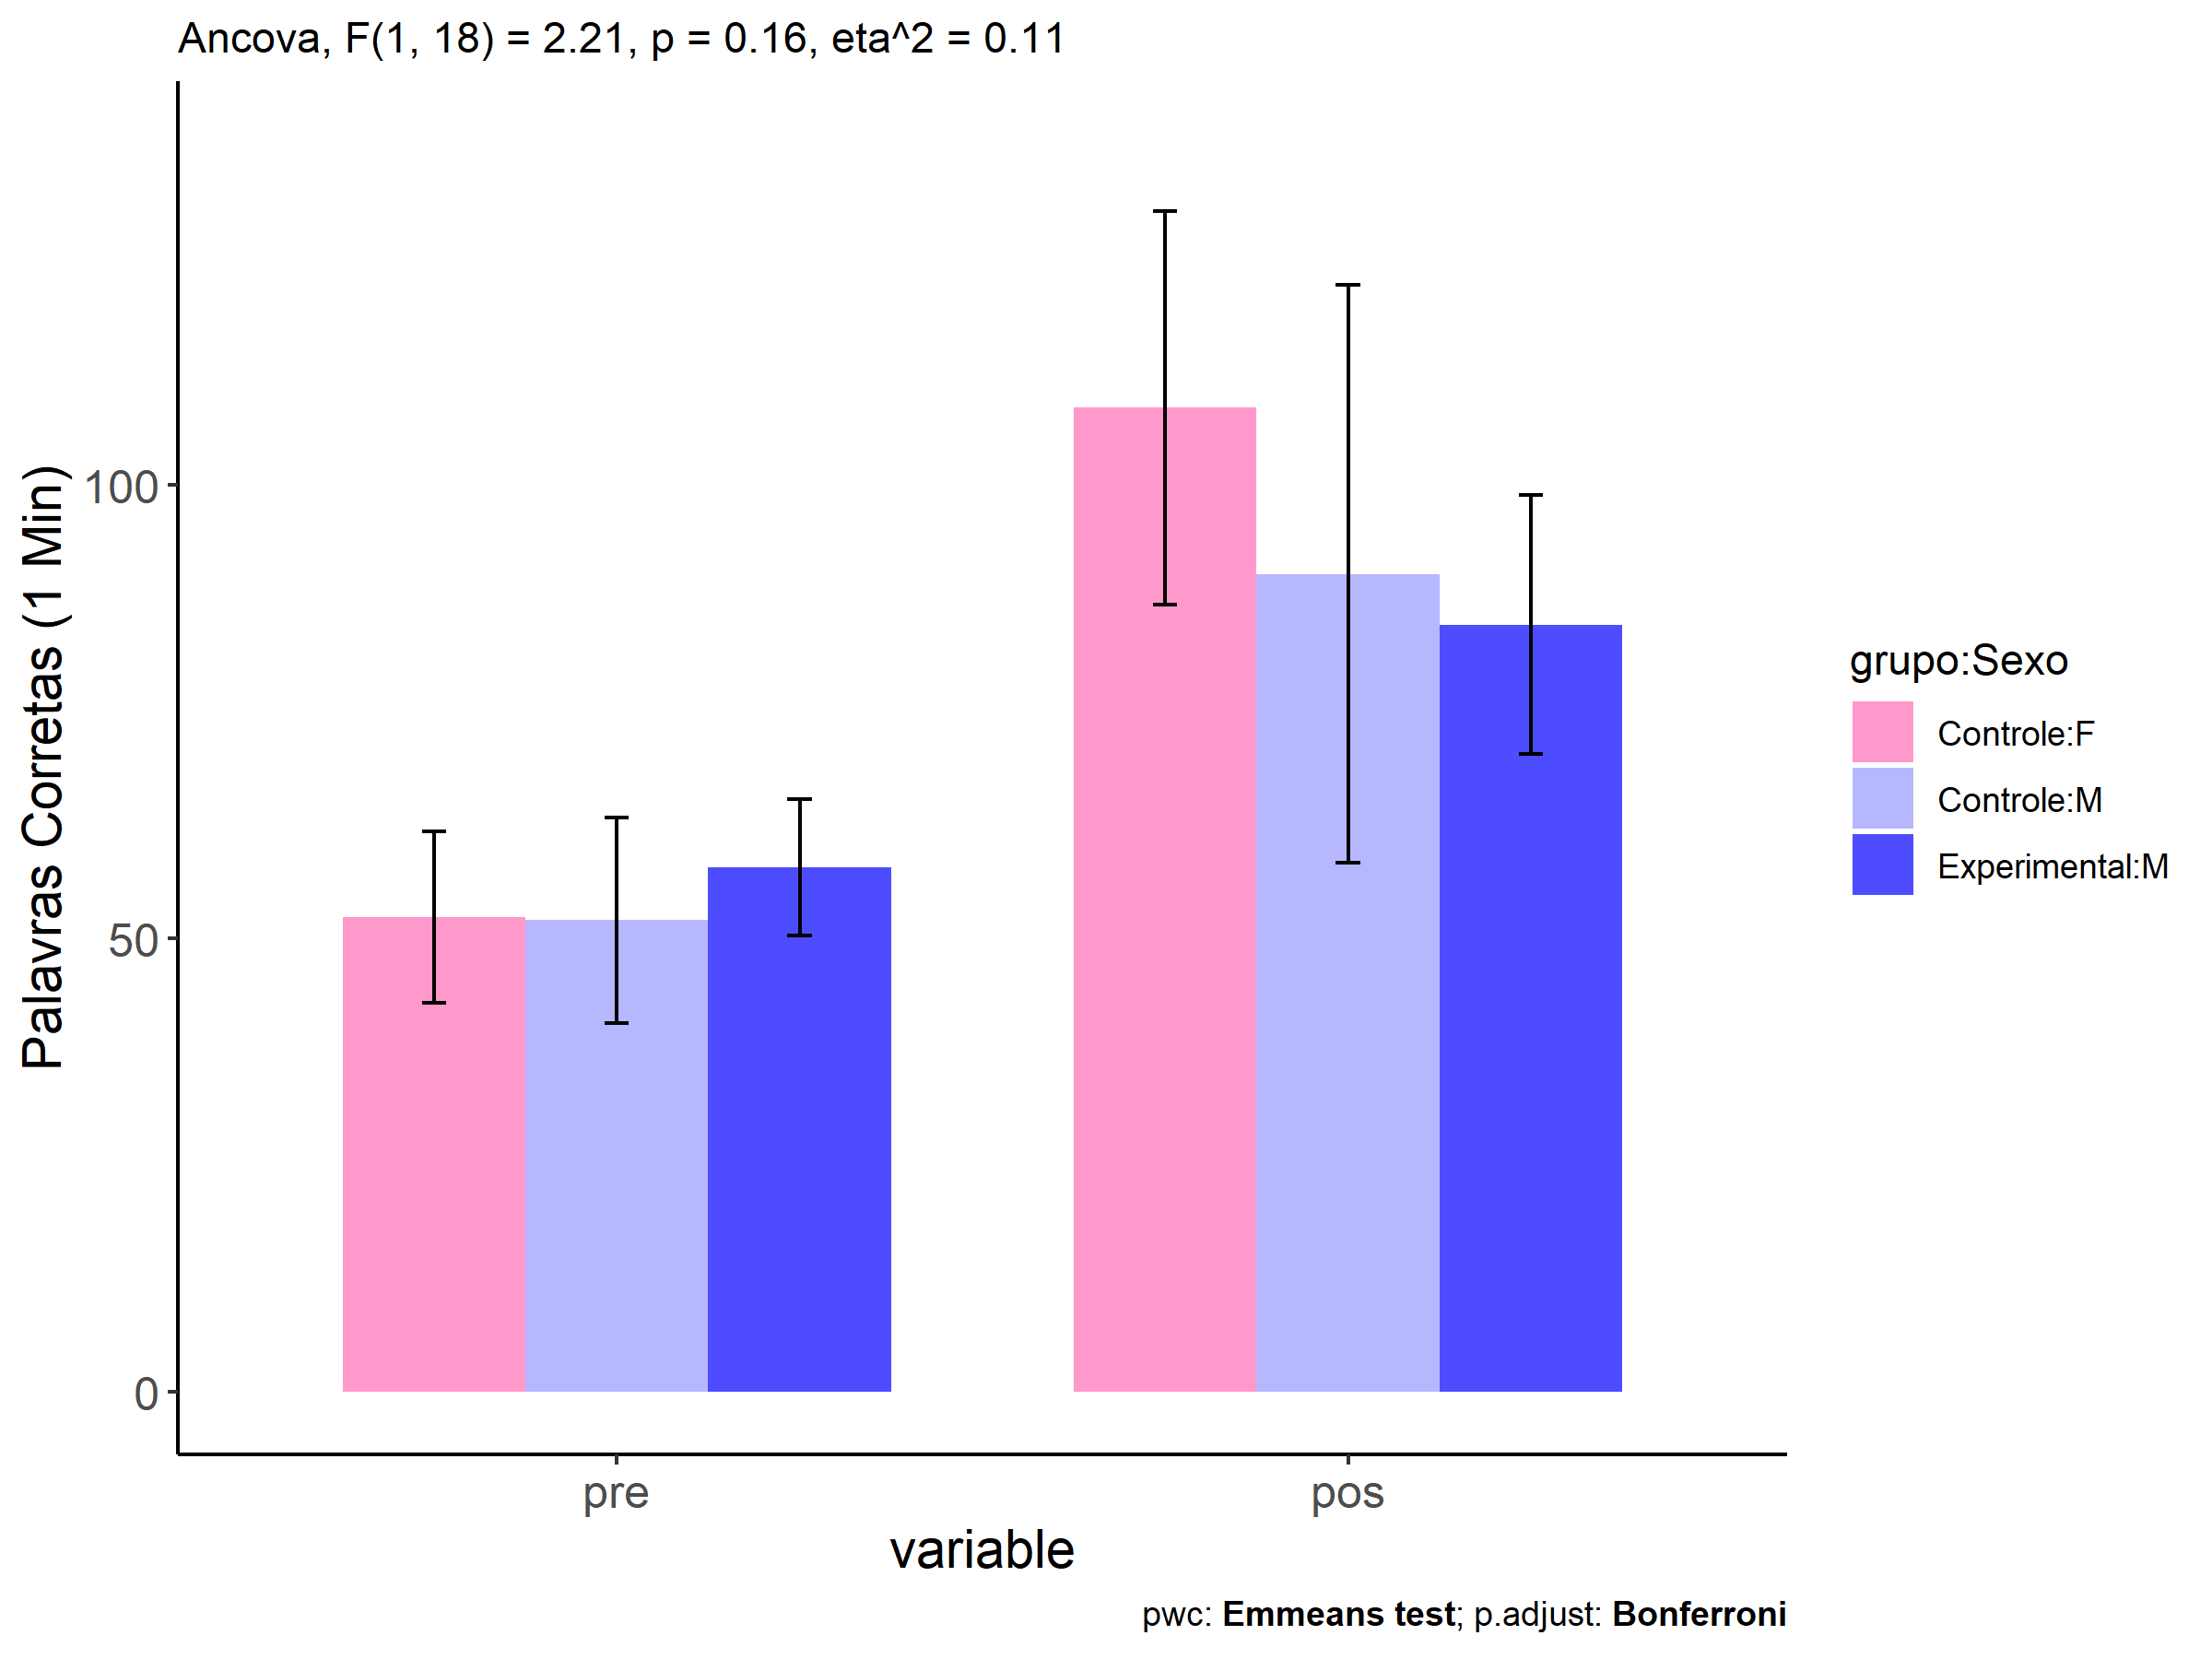 Ancova, F(1, 18) = 2.21, p = 0.16, eta^2 = 0.11
Palavras Corretas (1 Min)
100
50
0
pre
pos
variable
grupo:Sexo
Controle:F
Controle:M
Experimental:M
pwc: Emmeans test; p.adjust: Bonferroni